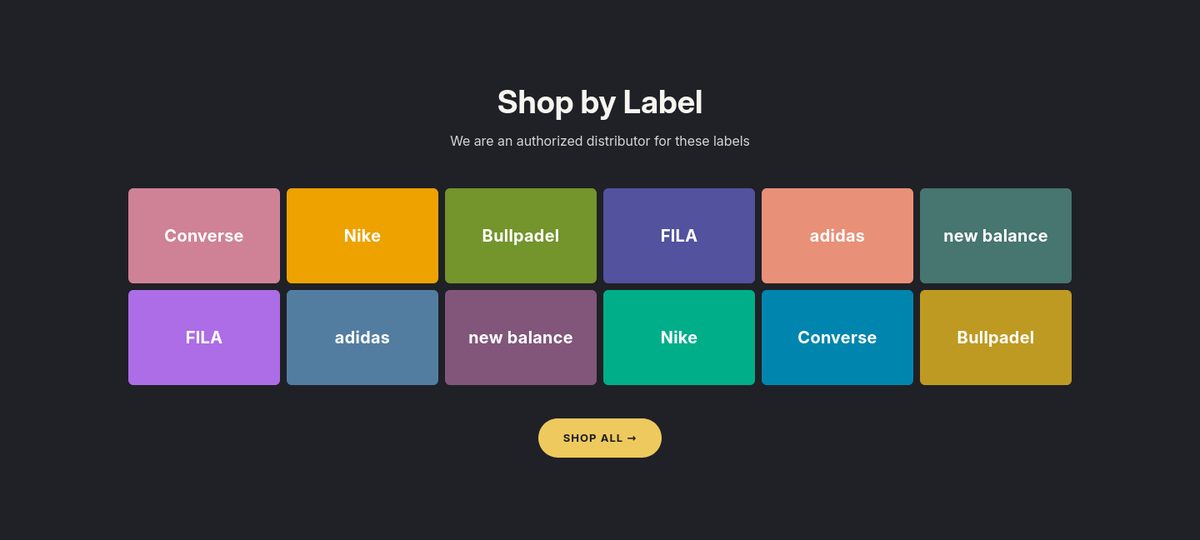 Shop by Label
We are an authorized distributor for these labels
Converse
Nike
Bullpadel
FILA
adidas
new balance
FILA
adidas
new balance
Nike
Converse
Bullpadel
SHOP ALL →